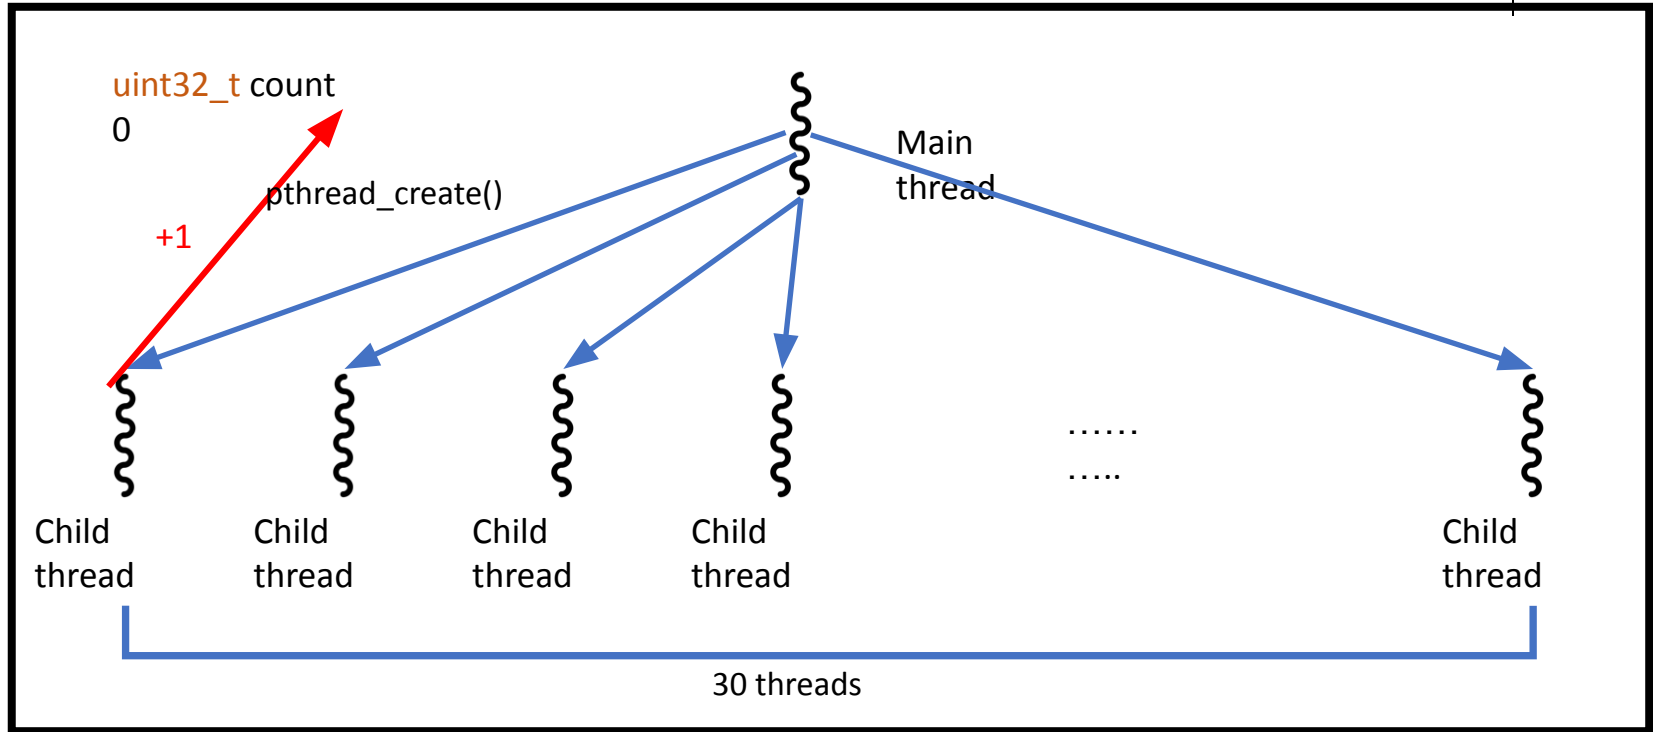 uint32_t count
0
Main
thread
pthread_create()
+1
……
…..
Child
thread
Child
thread
Child
thread
Child
thread
Child
thread
30 threads